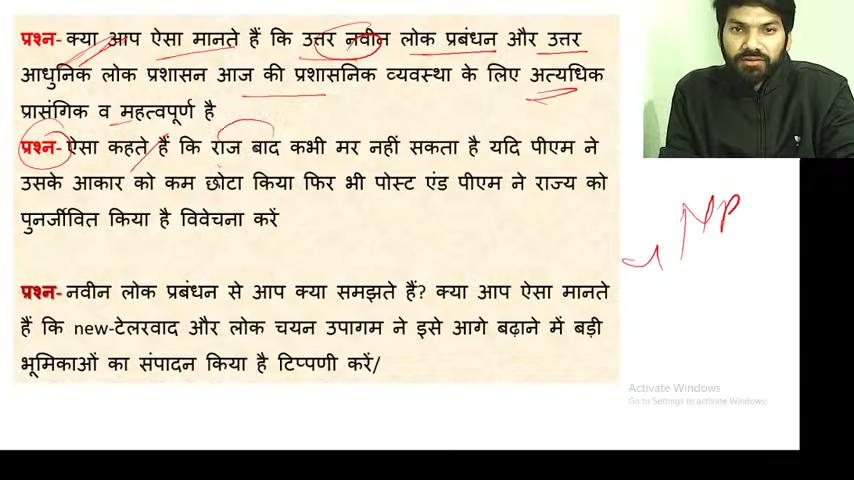 प्रश्न- क्या आप ऐसा मानते हैं कि उत्तर नवीन लोक प्रबंधन और उत्तर
आधुनिक लोक प्रशासन आज की प्रशासनिक व्यवस्था के लिए अत्यधिक
प्रासंगिक व महत्वपूर्ण है
प्रश्न- ऐसा कहते हैं कि राज बाद कभी मर नहीं सकता है यदि पीएम ने
उसके आकार को कम छोटा किया फिर भी पोस्ट एंड पीएम ने राज्य को
पुनर्जीवित किया है विवेचना करें
प्रश्न- नवीन लोक प्रबंधन से आप क्या समझते हैं? क्या आप ऐसा मानते
हैं कि new-टेलरवाद और लोक चयन उपागम ने इसे आगे बढ़ाने में बड़ी
भूमिकाओं का संपादन किया है टिप्पणी करें/
Activate Windows
Go to Settings to activate Windows.